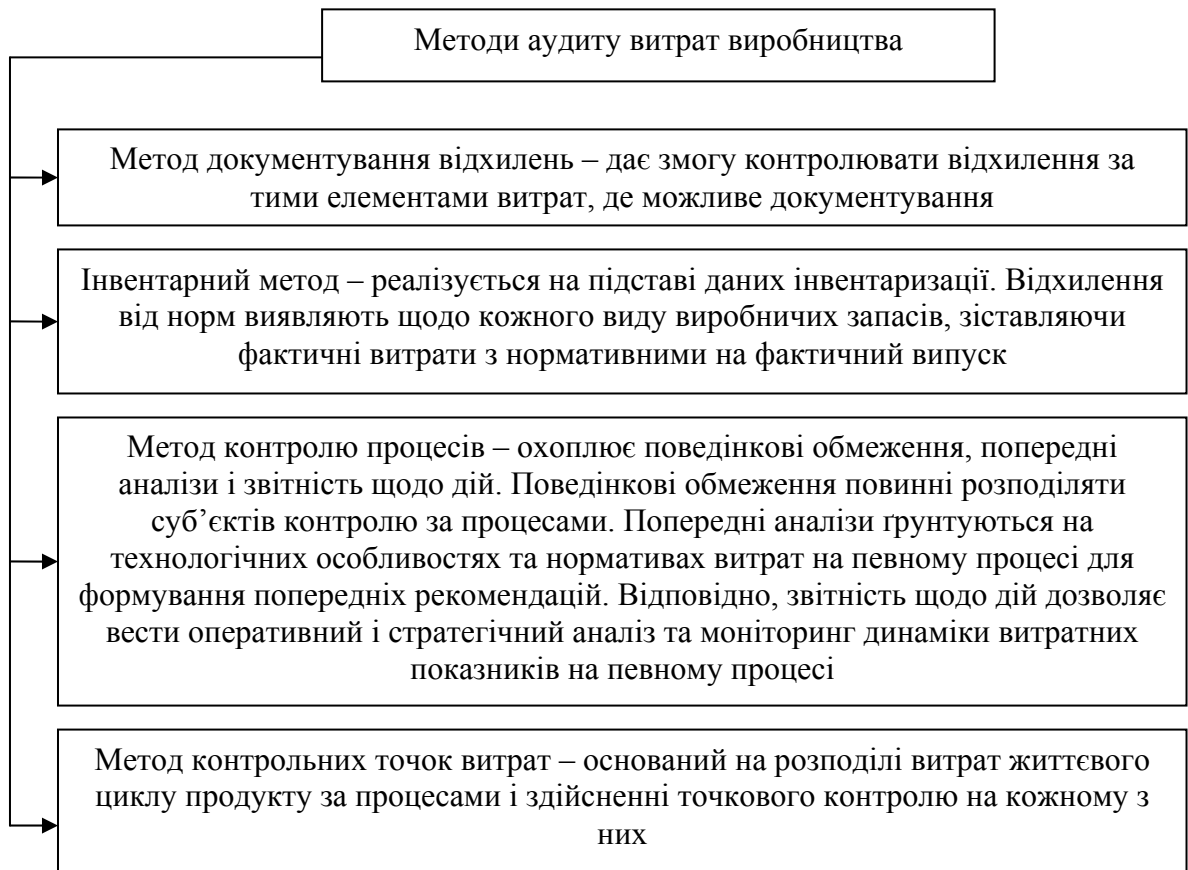 Методи аудиту витрат виробництва
Метод документування відхилень – дає змогу контролювати відхилення за
тими елементами витрат, де можливе документування
Інвентарний метод – реалізується на підставі даних інвентаризації. Відхилення
від норм виявляють щодо кожного виду виробничих запасів, зіставляючи
фактичні витрати з нормативними на фактичний випуск
Метод контролю процесів – охоплює поведінкові обмеження, попередні
аналізи і звітність щодо дій. Поведінкові обмеження повинні розподіляти
суб’єктів контролю за процесами. Попередні аналізи ґрунтуються на
технологічних особливостях та нормативах витрат на певному процесі для
формування попередніх рекомендацій. Відповідно, звітність щодо дій дозволяє
вести оперативний і стратегічний аналіз та моніторинг динаміки витратних
показників на певному процесі
Метод контрольних точок витрат – оснований на розподілі витрат життєвого
циклу продукту за процесами і здійсненні точкового контролю на кожному з
них